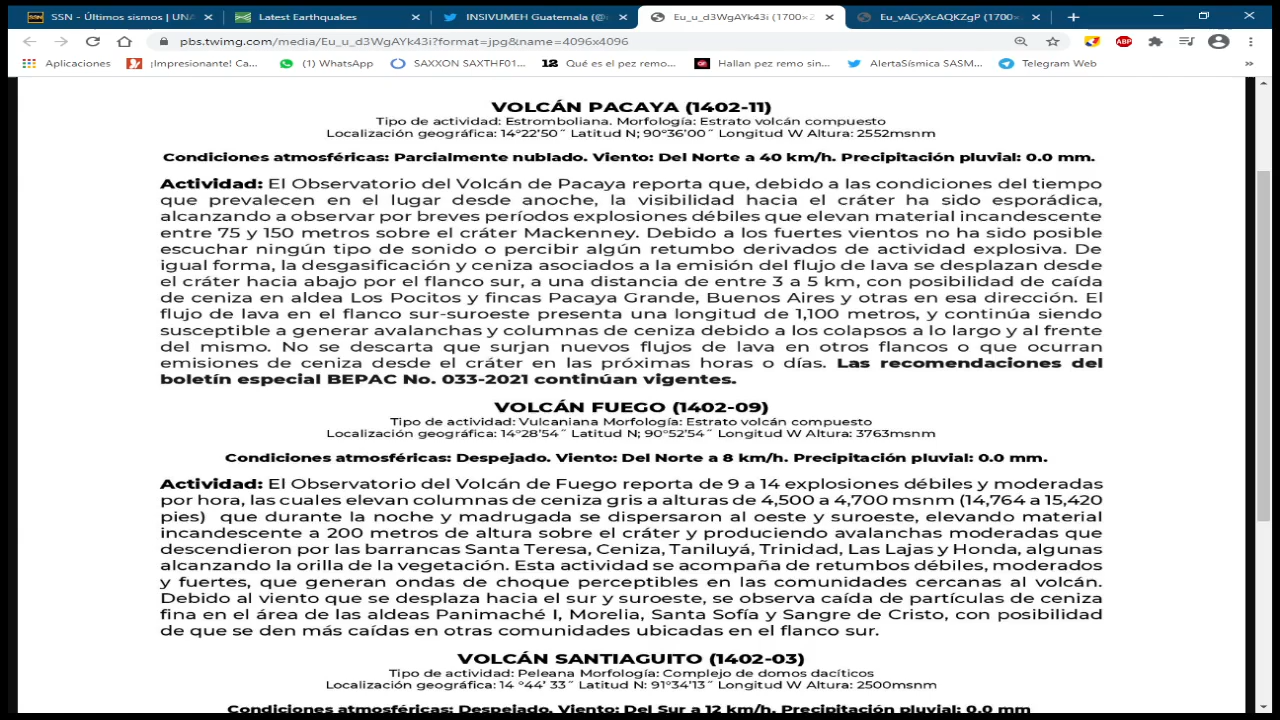 SSN - Últimos sismos | UNA
Latest Earthquakes
INSIVUMEH Guatemala (@
Eu_u_d3WgAYk43i (1700×2
Eu_vACyXcAQKZgP (1700×
pbs.twimg.com/media/Eu_u_d3WgAYk43i?format=jpg&name=4096x4096
Aplicaciones
¡Impresionante! Ca...
(1) WhatsApp
SAXXON SAXTHF01...
12
Qué es el pez remo...
Hallan pez remo sin...
AlertaSísmica SASM...
Telegram Web
ABP
VOLCÁN PACAYA (1402-11)
Tipo de actividad: Estromboliana. Morfología: Estrato volcán compuesto
Localización geográfica: 14°22'50˝ Latitud N; 90°36'00˝ Longitud W Altura: 2552msnm
Condiciones atmosféricas: Parcialmente nublado. Viento: Del Norte a 40 km/h. Precipitación pluvial: 0.0 mm.
Actividad: El Observatorio del Volcán de Pacaya reporta que, debido a las condiciones del tiempo
que prevalecen en el lugar desde anoche, la visibilidad hacia el cráter ha sido esporádica,
alcanzando a observar por breves períodos explosiones débiles que elevan material incandescente
entre 75 y 150 metros sobre el cráter Mackenney. Debido a los fuertes vientos no ha sido posible
escuchar ningún tipo de sonido o percibir algún retumbo derivados de actividad explosiva. De
igual forma, la desgasificación y ceniza asociados a la emisión del flujo de lava se desplazan desde
el cráter hacia abajo por el flanco sur, a una distancia de entre 3 a 5 km, con posibilidad de caída
de ceniza en aldea Los Pocitos y fincas Pacaya Grande, Buenos Aires y otras en esa dirección. El
flujo de lava en el flanco sur-suroeste presenta una longitud de 1,100 metros, y continúa siendo
susceptible a generar avalanchas y columnas de ceniza debido a los colapsos a lo largo y al frente
del mismo. No se descarta que surjan nuevos flujos de lava en otros flancos o que ocurran
emisiones de ceniza desde el cráter en las próximas horas o días. Las recomendaciones del
boletín especial BEPAC No. 033-2021 continúan vigentes.
VOLCÁN FUEGO (1402-09)
Tipo de actividad: Vulcaniana Morfología: Estrato volcán compuesto
Localización geográfica: 14°28'54˝ Latitud N; 90°52'54˝ Longitud W Altura: 3763msnm
Condiciones atmosféricas: Despejado. Viento: Del Norte a 8 km/h. Precipitación pluvial: 0.0 mm.
Actividad: El Observatorio del Volcán de Fuego reporta de 9 a 14 explosiones débiles y moderadas
por hora, las cuales elevan columnas de ceniza gris a alturas de 4,500 a 4,700 msnm (14,764 a 15,420
pies) que durante la noche y madrugada se dispersaron al oeste y suroeste, elevando material
incandescente a 200 metros de altura sobre el cráter y produciendo avalanchas moderadas que
descendieron por las barrancas Santa Teresa, Ceniza, Taniluyá, Trinidad, Las Lajas y Honda, algunas
alcanzando la orilla de la vegetación. Esta actividad se acompaña de retumbos débiles, moderados
y fuertes, que generan ondas de choque perceptibles en las comunidades cercanas al volcán.
Debido al viento que se desplaza hacia el sur y suroeste, se observa caída de partículas de ceniza
fina en el área de las aldeas Panimaché I, Morelia, Santa Sofía y Sangre de Cristo, con posibilidad
de que se den más caídas en otras comunidades ubicadas en el flanco sur.
VOLCÁN SANTIAGUITO (1402-03)
Tipo de actividad: Peleana Morfología: Complejo de domos dacíticos
Localización geográfica: 14 °44' 33˝ Latitud N: 91°34'13˝ Longitud W Altura: 2500msnm
Condiciones atmosféricas: Despejado. Viento: Del Sur a 12 km/h. Precipitación pluvial: 0.0 mm